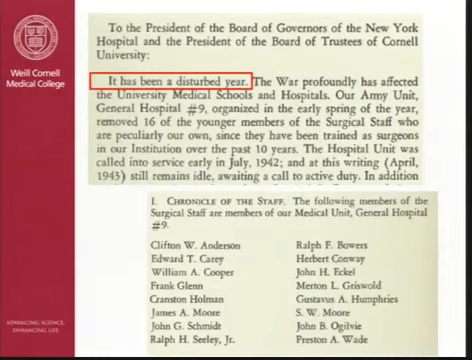 Weill Cornell
Medical College
ADVANCING SCIENCE,
ENHANCING LIFE
To the President of the Board of Governors of the New York
Hospital and the President of the Board of Trustees of Cornell
University:
It has been a disturbed year. The War profoundly has affected
the University Medical Schools and Hospitals. Our Army Unit,
General Hospital #9, organized in the early spring of the year,
removed 16 of the younger members of the Surgical Staff who
are peculiarly our own, since they have been trained as surgeons
in our Institution over the past 10 years. The Hospital Unit was
called into service early in July, 1942; and at this writing (April,
1943) still remains idle, awaiting a call to active duty. In addition
I. CHRONICLE OF THE STAFF. The following members of the
Surgical Staff are members of our Medical Unit, General Hospital
#9.
Clifton W. Anderson
Edward T. Carey
William A. Cooper
Frank Glenn
Cranston Holman
James A. Moore
John G. Schmidt
Ralph H. Seeley, Jr.
Ralph F. Bowers
Herbert Conway
John H. Eckel
Merton L. Griswold
Gustavus A. Humphries
S. W. Moore
John B. Ogilvie
Preston A. Wade